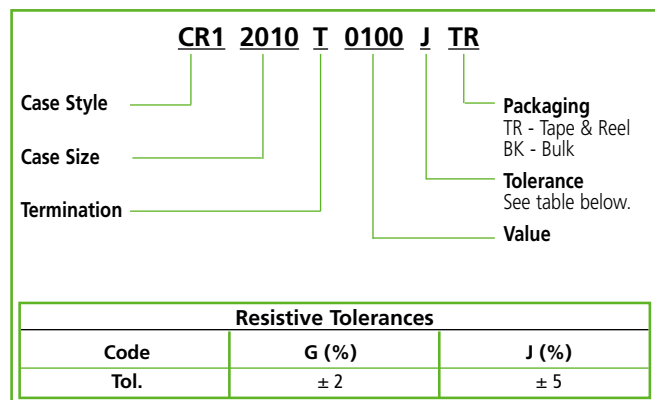 CR1 2010 T 0100 J TR
Case Style
Case Size
Termination
Packaging
TR - Tape & Reel
BK - Bulk
Tolerance
See table below.
Value
Resistive Tolerances
Code G (%) J (%)
Tol. ± 2 ± 5